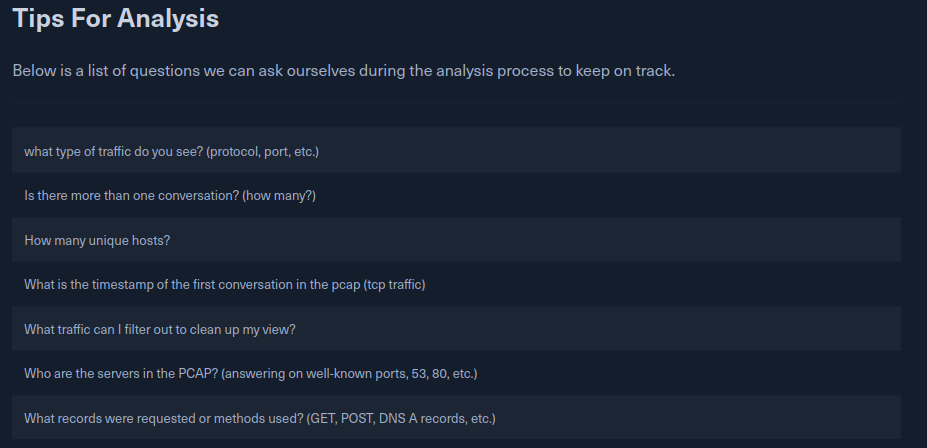 Tips For Analysis
Below is a list of questions we can ask ourselves during the analysis process to keep on track.
what type of traffic do you see? (protocol, port, etc.)
Is there more than one conversation? (how many?)
How many unique hosts?
What is the timestamp of the first conversation in the pcap (tcp traffic)
What traffic can I filter out to clean up my view?
Who are the servers in the PCAP? (answering on well-known ports, 53, 80, etc.)
What records were requested or methods used? (GET, POST, DNS A records, etc.)